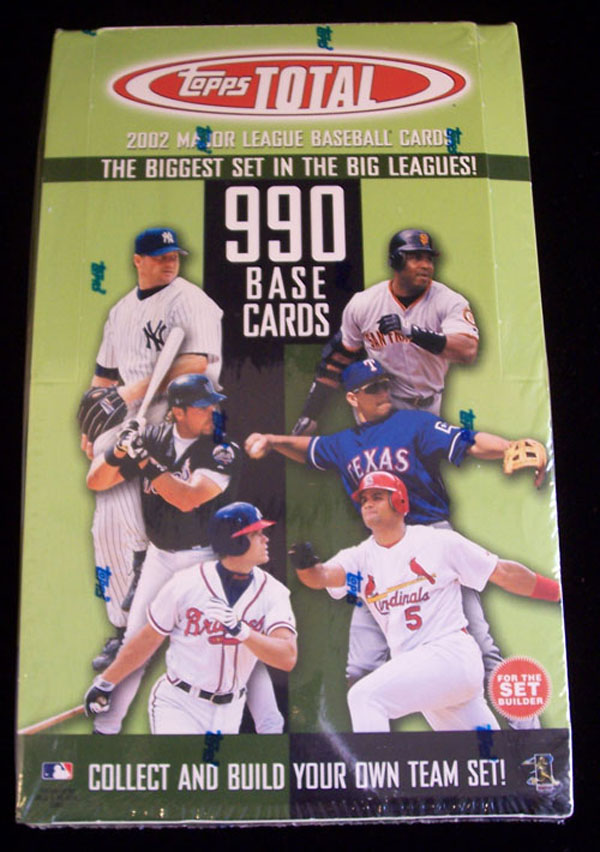 Topps TOTAL
2002 MAJOR LEAGUE BASEBALL CARDS
THE BIGGEST SET IN THE BIG LEAGUES!
990
BASE
CARDS
NY
SAN FRAN
TEXAS
Braves
Cardinals
5
FOR THE
SET
BUILDER
COLLECT AND BUILD YOUR OWN TEAM SET!